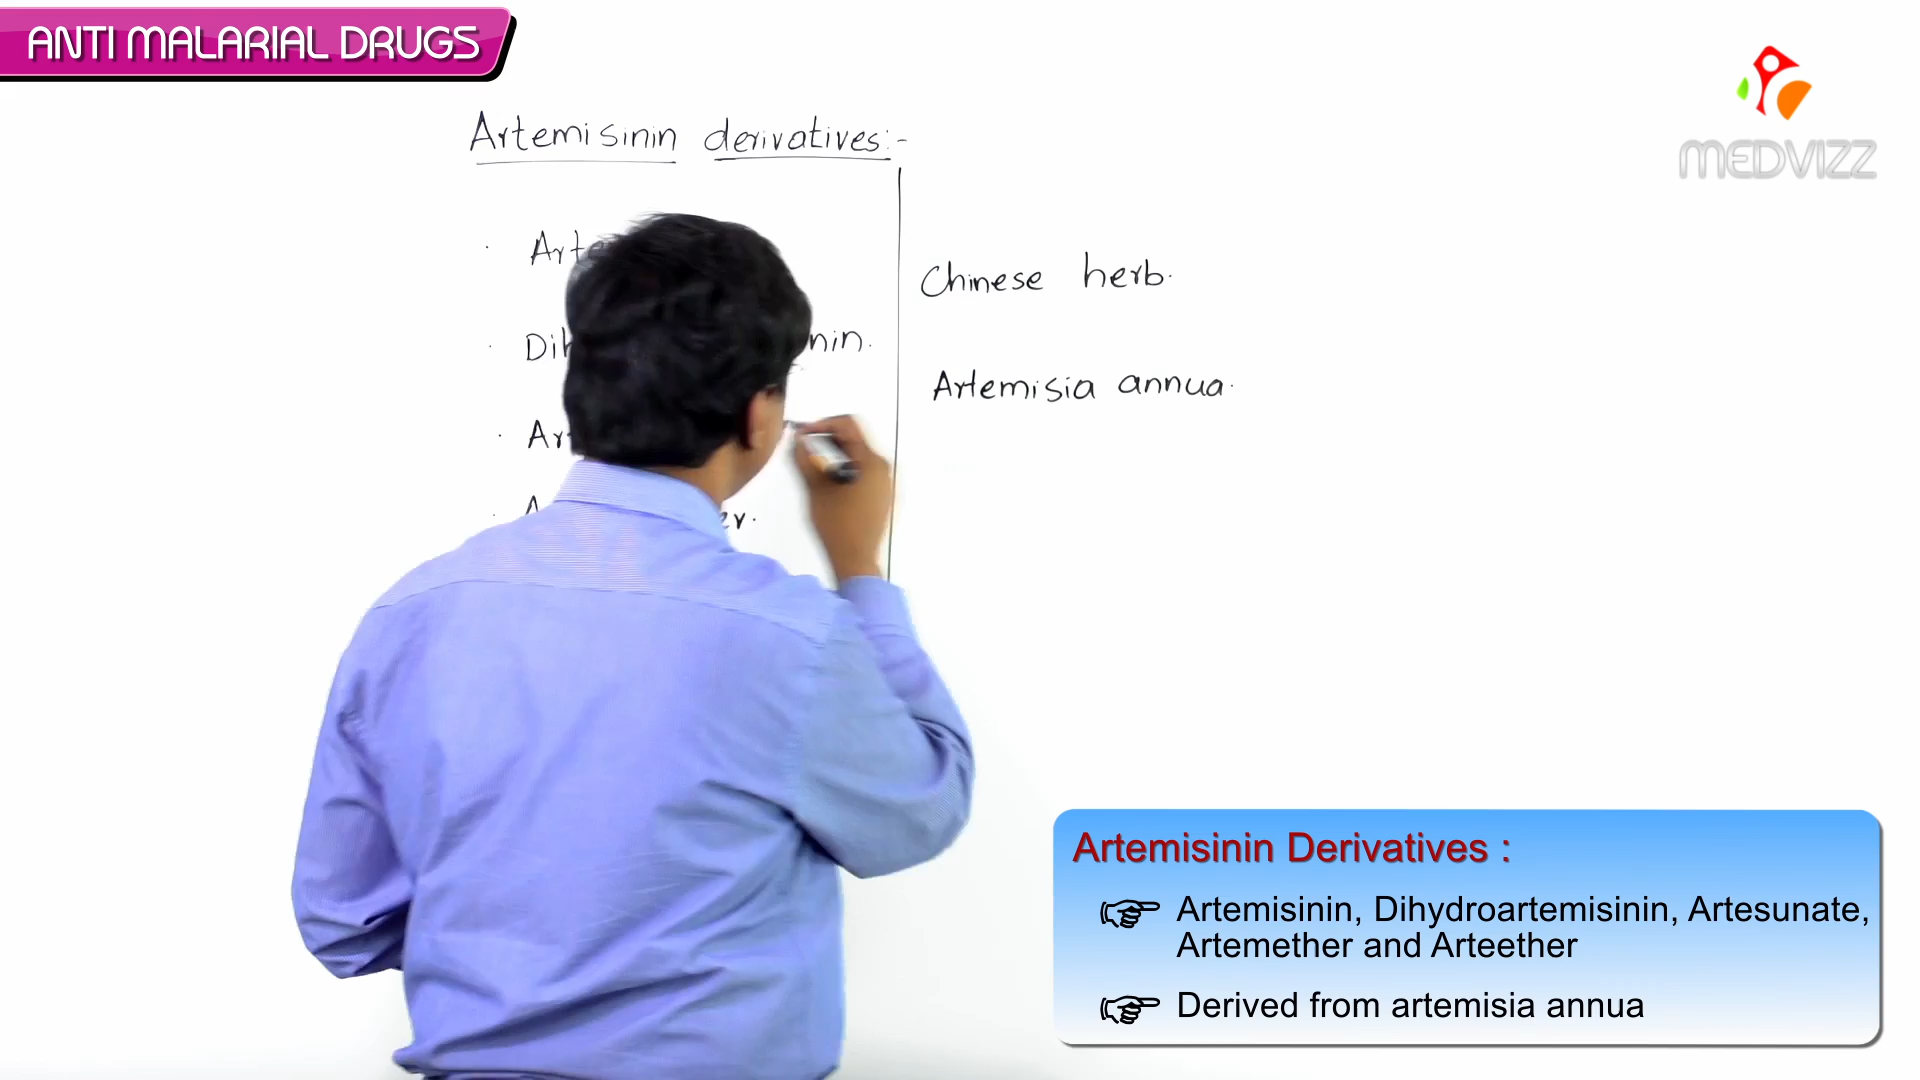 ANTI MALARIAL DRUGS
MEDVIZZ
Artemisinin derivatives:-
Chinese herb.
Artemisia annua.
Artemisinin Derivatives :
Artemisinin, Dihydroartemisinin, Artesunate,
Artemether and Arteether
Derived from artemisia annua